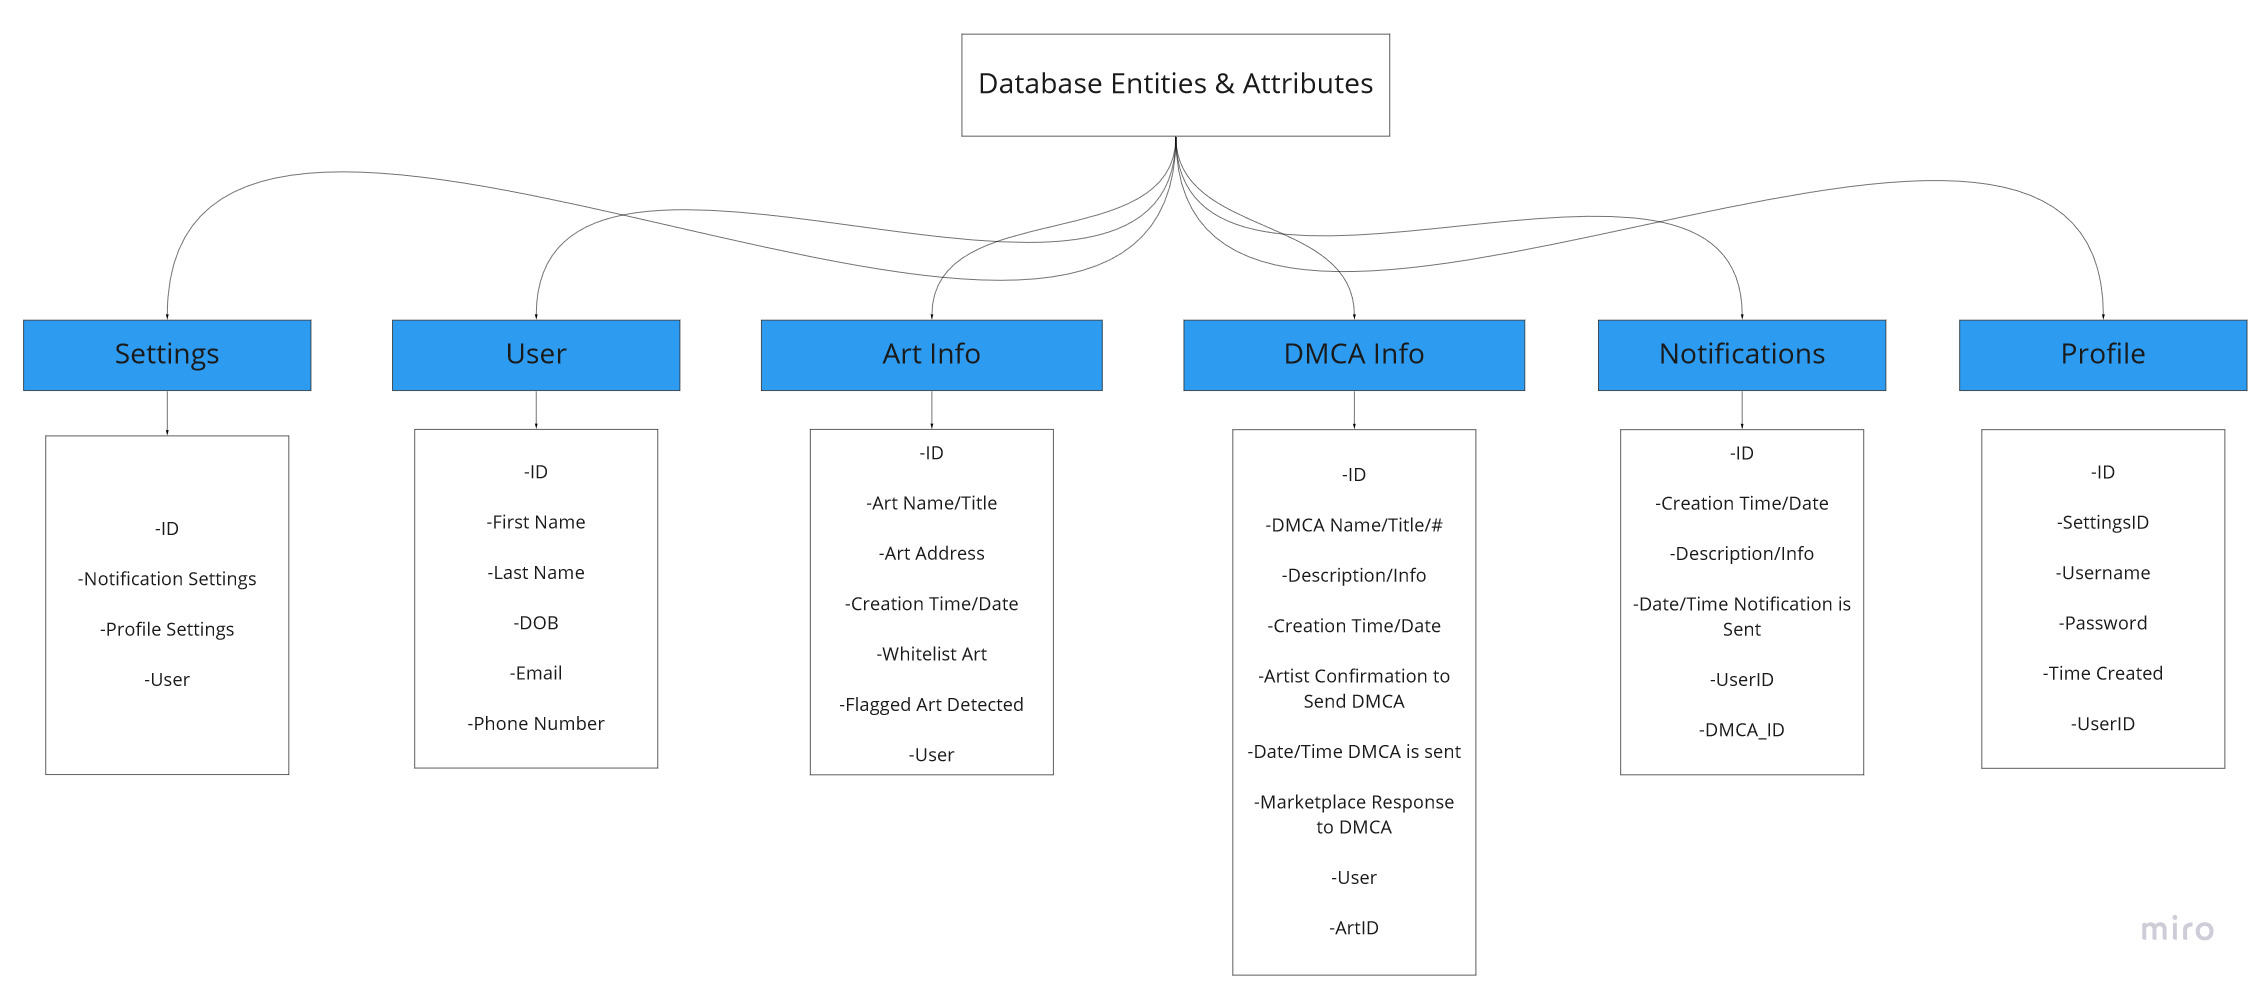 Database Entities & Attributes
Settings
-ID
-Notification Settings
-Profile Settings
-User
User
-ID
-First Name
-Last Name
-DOB
-Email
-Phone Number
Art Info
-ID
-Art Name/Title
-Art Address
-Creation Time/Date
-Whitelist Art
-Flagged Art Detected
-User
DMCA Info
-ID
-DMCA Name/Title/#
-Description/Info
-Creation Time/Date
-Artist Confirmation to
Send DMCA
-Date/Time DMCA is sent
-Marketplace Response
to DMCA
-User
-ArtID
Notifications
-ID
-Creation Time/Date
-Description/Info
-Date/Time Notification is
Sent
-UserID
-DMCA_ID
Profile
-ID
-SettingsID
-Username
-Password
-Time Created
-UserID
miro